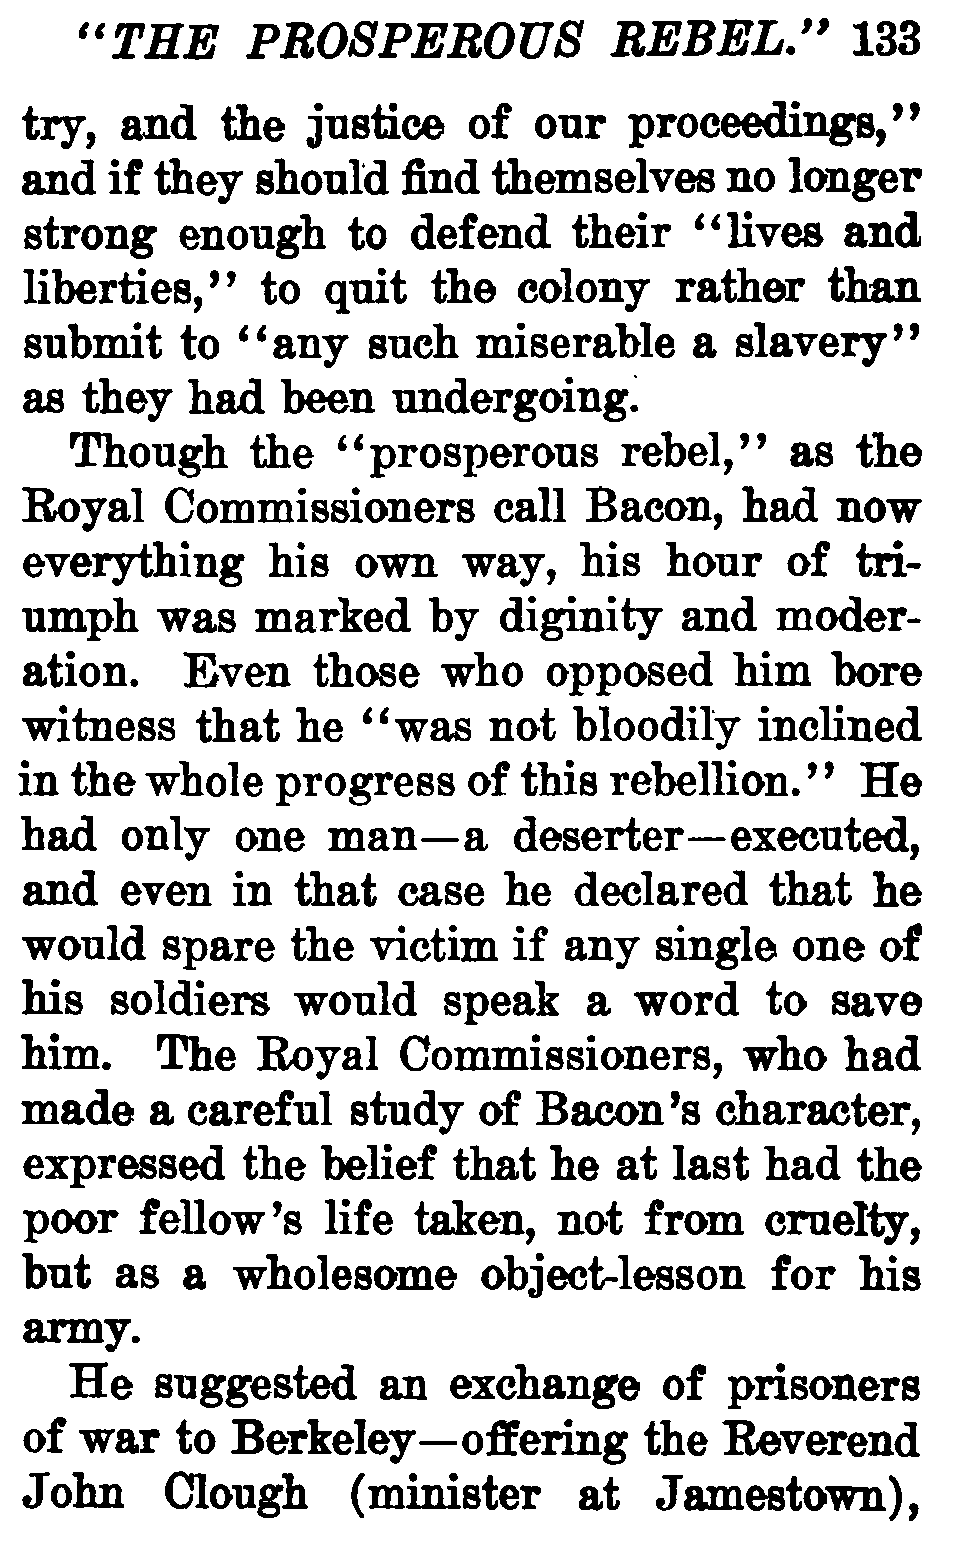 "THE PROSPEROUS REBEL." 133
try, and the justice of our proceedings,"
and if they should find themselves no longer
strong enough to defend their "lives and
liberties," to quit the colony rather than
submit to "any such miserable a slavery"
as they had been undergoing.
Though the "prosperous rebel," as the
Royal Commissioners call Bacon, had now
everything his own way, his hour of tri-
umph was marked by diginity and moder-
ation. Even those who opposed him bore
witness that he "was not bloodily inclined
in the whole progress of this rebellion." He
had only one man—a deserter—executed,
and even in that case he declared that he
would spare the victim if any single one of
his soldiers would speak a word to save
him. The Royal Commissioners, who had
made a careful study of Bacon's character,
expressed the belief that he at last had the
poor fellow's life taken, not from cruelty,
but as a wholesome object-lesson for his
army.
He suggested an exchange of prisoners
of war to Berkeley—offering the Reverend
John Clough (minister at Jamestown),